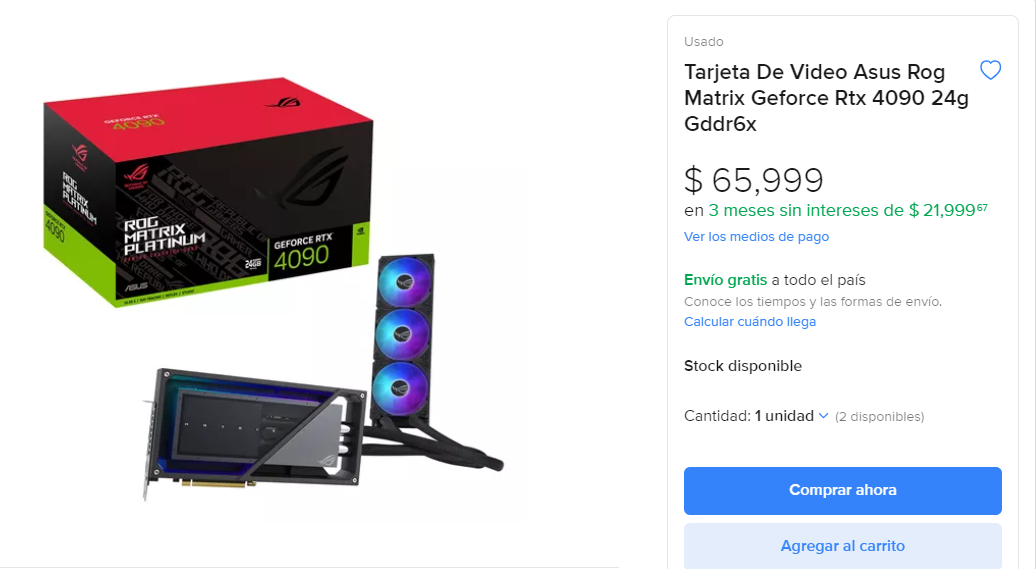 GEFORCE RTX
4090
ROG
MATRIX
PLATINUM
GEFORCE RTX
4090
ROG
MATRIX
PLATINUM
24GB
GEFORCE RTX
4090
ASUS
Usado
Tarjeta De Video Asus Rog
Matrix Geforce Rtx 4090 24g
Gddr6x
$ 65,999
en 3 meses sin intereses de $ 21,999⁶⁷
Ver los medios de pago
Envío gratis a todo el país
Conoce los tiempos y las formas de envío.
Calcular cuándo llega
Stock disponible
Cantidad: 1 unidad (2 disponibles)
Comprar ahora
Agregar al carrito